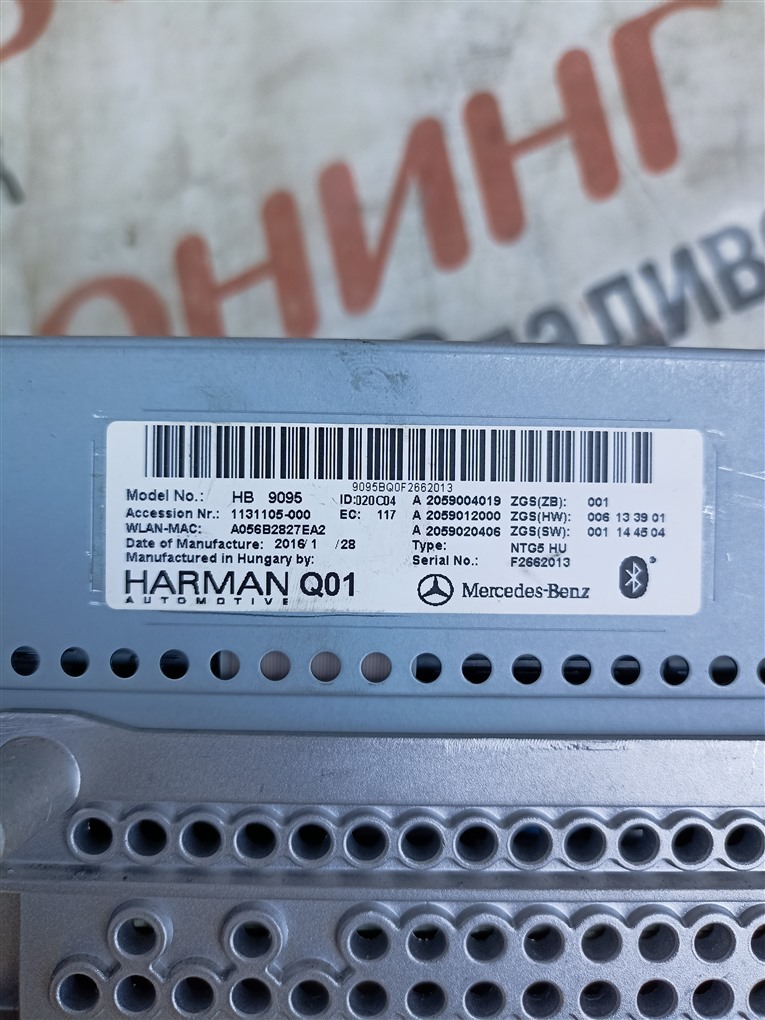 ОНИНГ
ЛАДИВО
9095BQ0F2662013
Model No.: HB 9095 ID:020C04 A 2059004019 ZGS(ZB): 001
Accession Nr.: 1131105-000 EC: 117 A 2059012000 ZGS(HW): 006 13 39 01
WLAN-MAC: A056B2827EA2 A 2059020406 ZGS(SW): 001 14 45 04
Date of Manufacture: 2016/1 /28 Type: NTG5 HU
Manufactured in Hungary by: Serial No.: F2662013
HARMAN Q01 Mercedes-Benz
AUTOMOTIVE